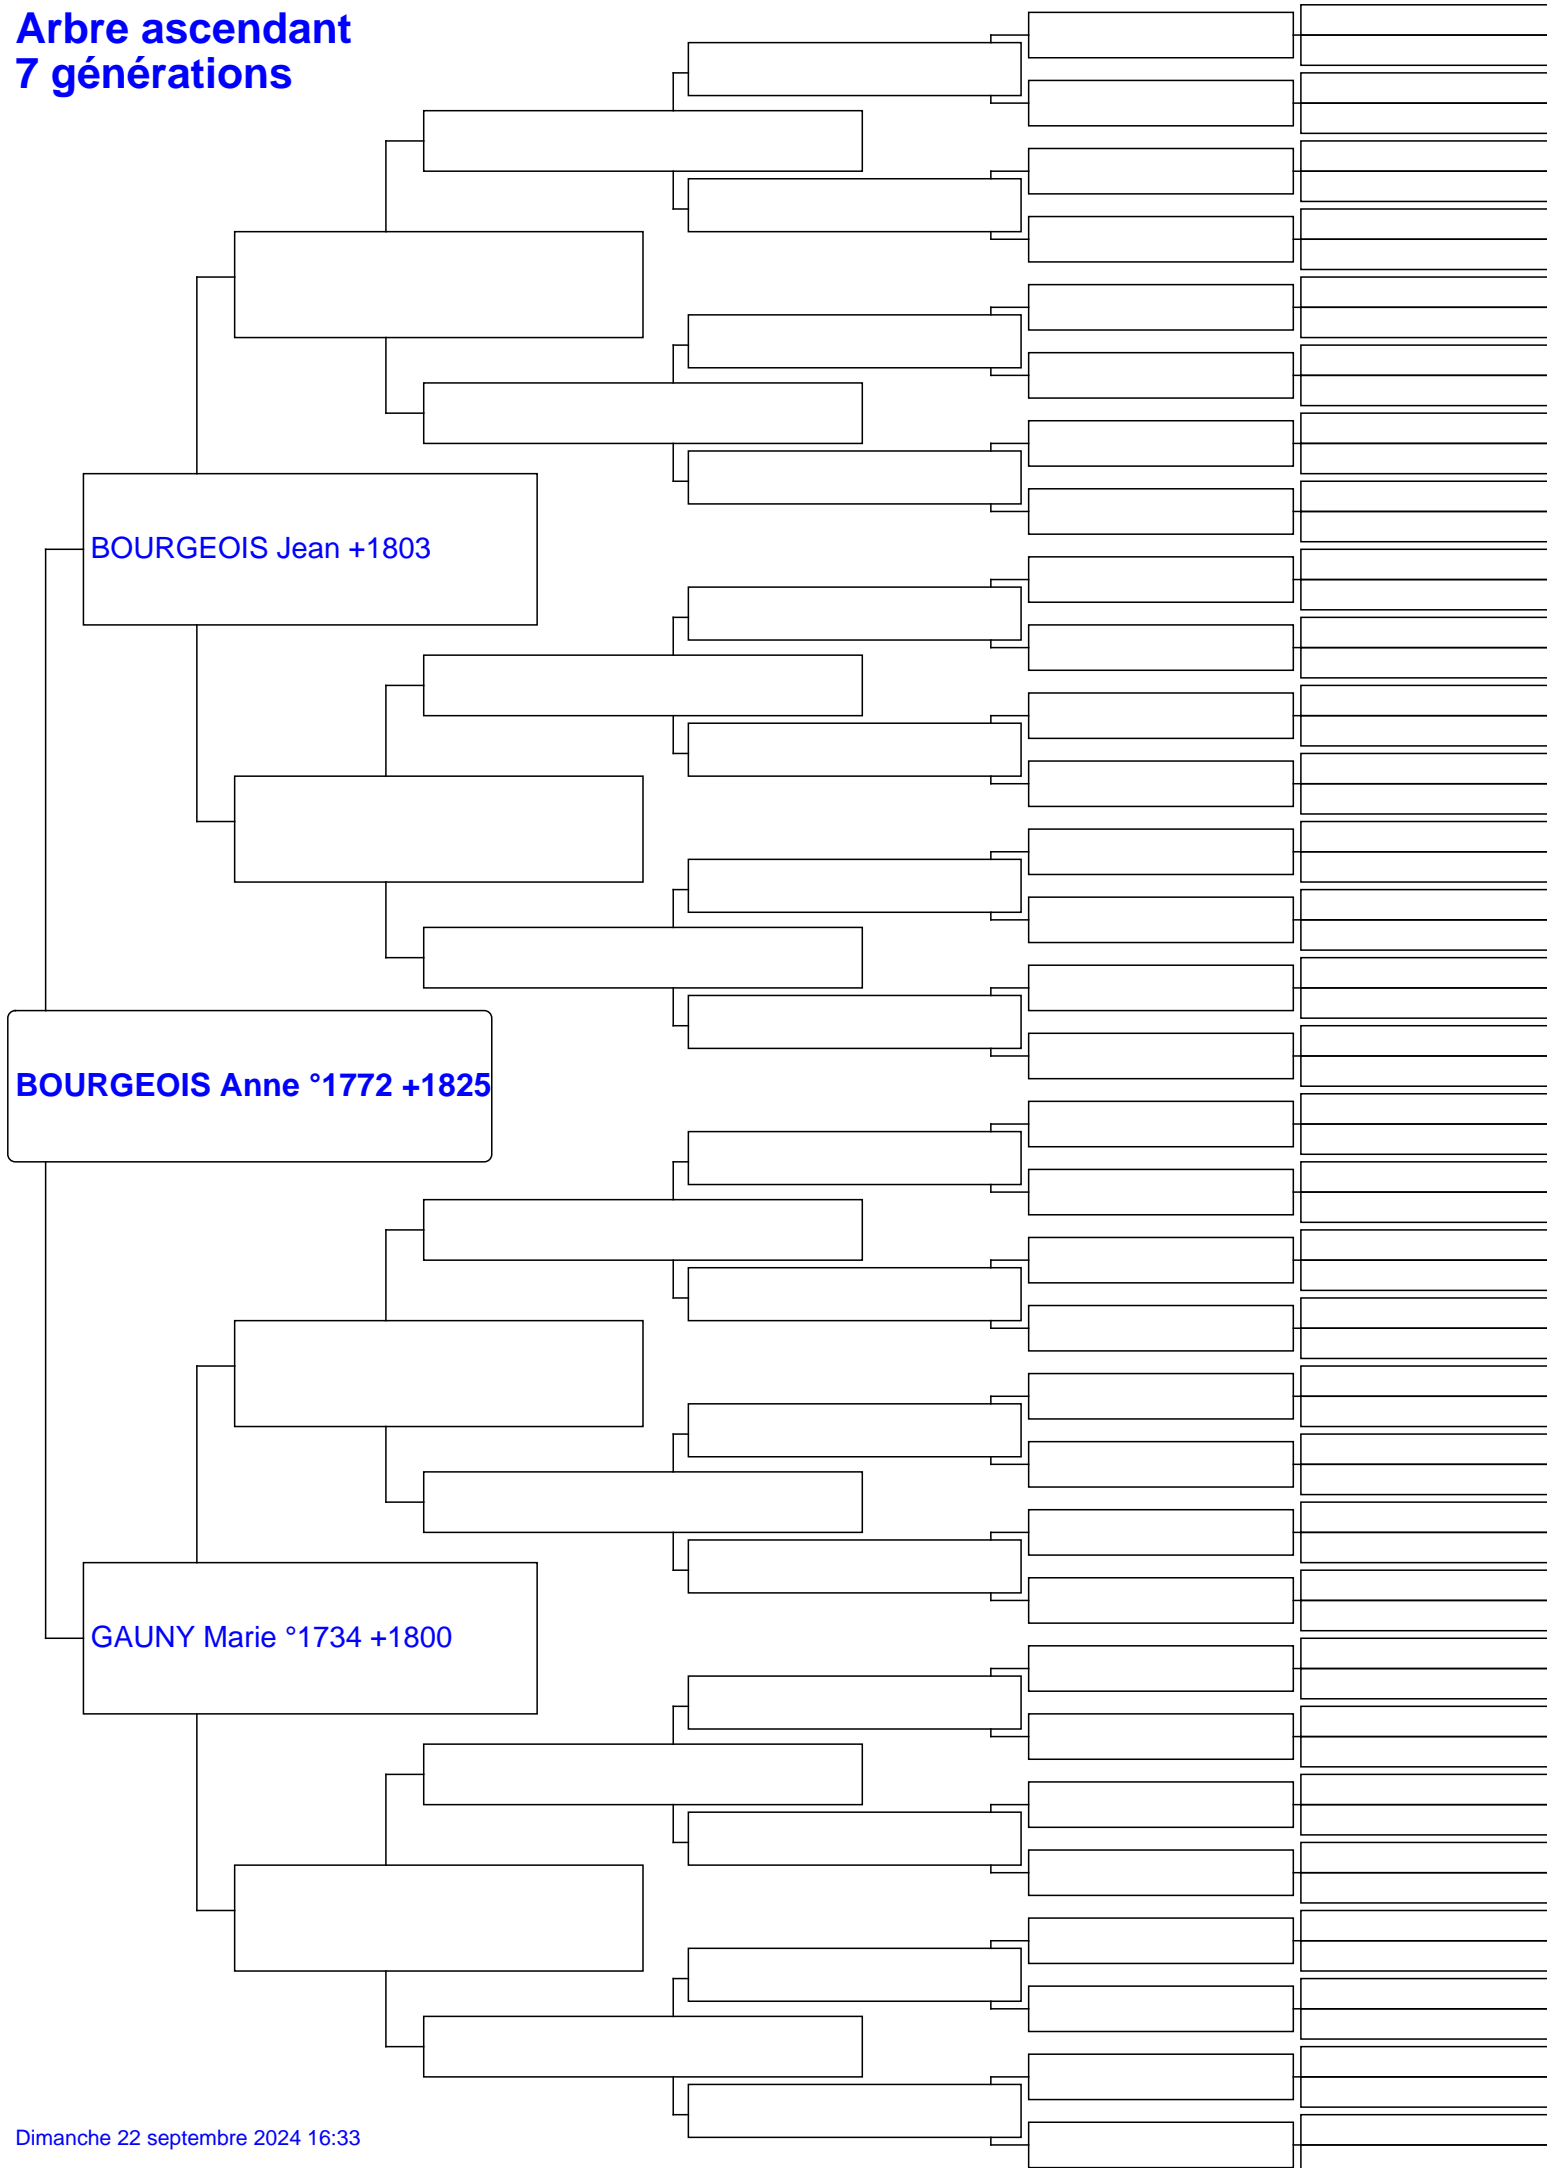 Arbre ascendant
7 générations
BOURGEOIS Jean +1803
BOURGEOIS Anne °1772 +1825
GAUNY Marie °1734 +1800
Dimanche 22 septembre 2024 16:33